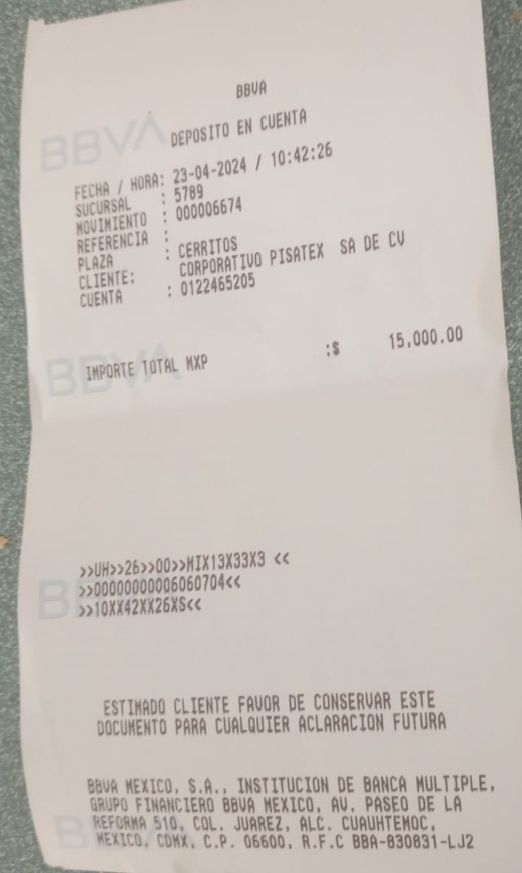 BBVA
BBVA
DEPOSITO EN CUENTA
FECHA / HORA: 23-04-2024 / 10:42:26
SUCURSAL : 5789
MOVIMIENTO : 000006674
REFERENCIA :
PLAZA : CERRITOS
CLIENTE: CORPORATIVO PISATEX SA DE CV
CUENTA : 0122465205
BBVA
IMPORTE TOTAL MXP :$ 15,000.00
>>UH>>26>>00>>MIX13X33X3 <<
>>00000000006060704<<
>>10XX42XX26XS<<
ESTIMADO CLIENTE FAVOR DE CONSERVAR ESTE
DOCUMENTO PARA CUALQUIER ACLARACION FUTURA
BBVA MEXICO, S.A., INSTITUCION DE BANCA MULTIPLE,
GRUPO FINANCIERO BBVA MEXICO, AV. PASEO DE LA
REFORMA 510, COL. JUAREZ, ALC. CUAUHTEMOC,
MEXICO, CDMX, C.P. 06600, R.F.C BBA-830831-LJ2